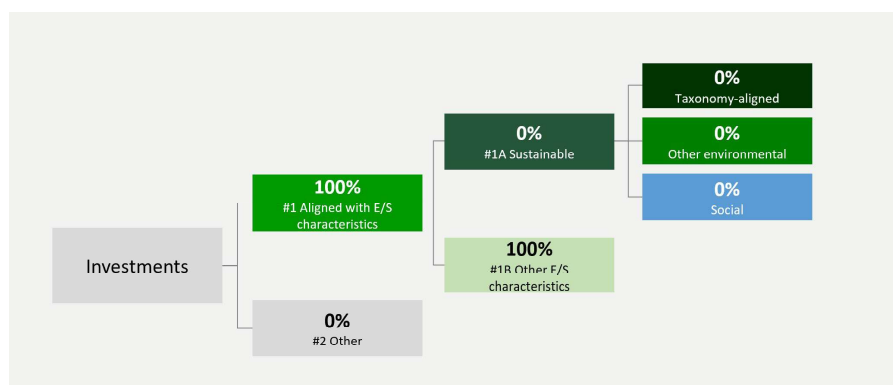 0%
Taxonomy-aligned
0%
#1A Sustainable
0%
Other environmental
100%
#1 Aligned with E/S
characteristics
0%
Social
Investments
100%
#1B Other E/S
characteristics
0%
#2 Other